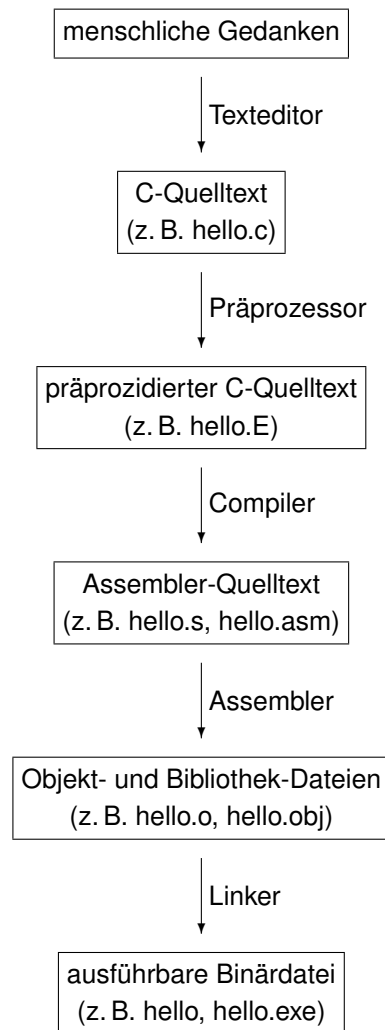 menschliche Gedanken
Texteditor
C-Quelltext
(z. B. hello.c)
Präprozessor
präprozidierter C-Quelltext
(z. B. hello.E)
Compiler
Assembler-Quelltext
(z. B. hello.s, hello.asm)
Assembler
Objekt- und Bibliothek-Dateien
(z. B. hello.o, hello.obj)
Linker
ausführbare Binärdatei
(z. B. hello, hello.exe)